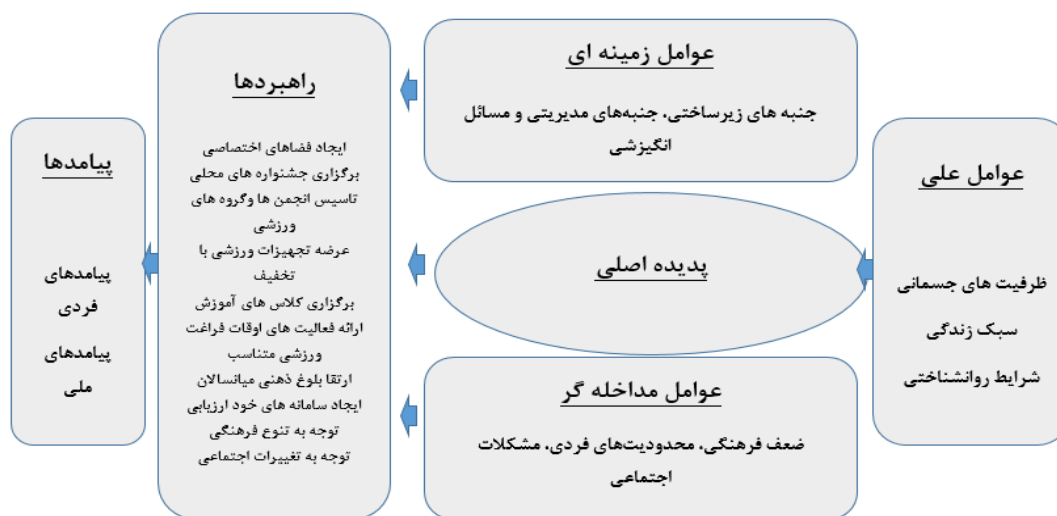 عوامل علی
ظرفیت های جسمانی
سبک زندگی
شرایط روانشناختی
عوامل زمینه ای
جنبه های زیرساختی، جنبه‌های مدیریتی و مسائل
انگیزشی
پدیده اصلی
عوامل مداخله گر
ضعف فرهنگی، محدودیت‌های فردی، مشکلات
اجتماعی
راهبردها
ایجاد فضاهای اختصاصی
برگزاری جشنواره های محلی
تاسیس انجمن ها وگروه های
ورزشی
عرضه تجهیزات ورزشی با
تخفیف
برگزاری کلاس های آموزش
ارائه فعالیت های اوقات فراغت
ورزشی متناسب
ارتقا بلوغ ذهنی میانسالان
ایجاد سامانه های خود ارزیابی
توجه به تنوع فرهنگی
توجه به تغییرات اجتماعی
پیامدها
پیامدهای
فردی
پیامدهای
ملی